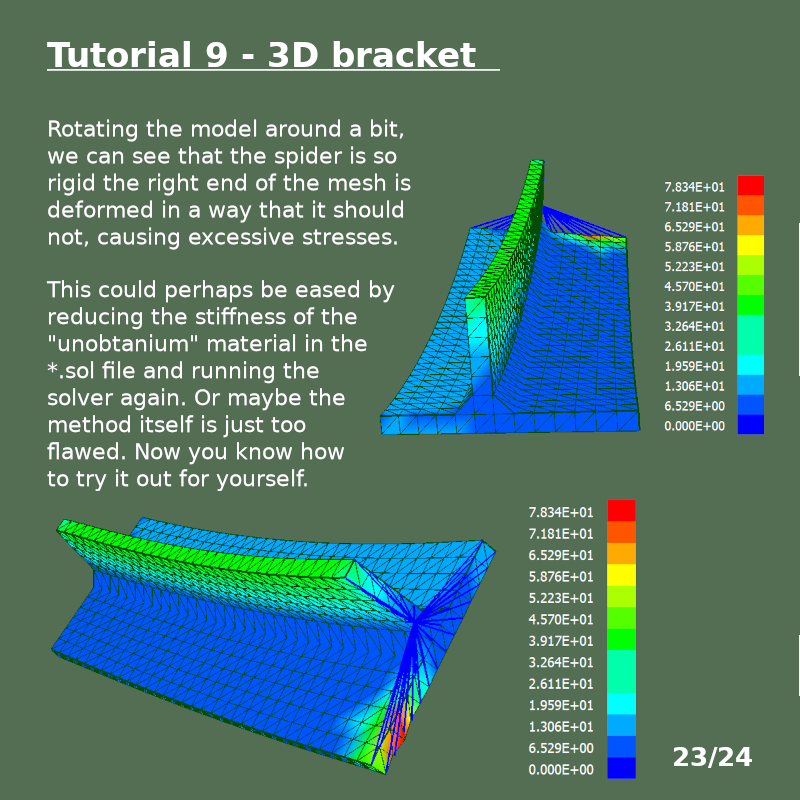 Tutorial 9 - 3D bracket
Rotating the model around a bit,
we can see that the spider is so
rigid the right end of the mesh is
deformed in a way that it should
not, causing excessive stresses.
This could perhaps be eased by
reducing the stiffness of the
"unobtanium" material in the
*.sol file and running the
solver again. Or maybe the
method itself is just too
flawed. Now you know how
to try it out for yourself.
7.834E+01
7.181E+01
6.529E+01
5.876E+01
5.223E+01
4.570E+01
3.917E+01
3.264E+01
2.611E+01
1.959E+01
1.306E+01
6.529E+00
0.000E+00
7.834E+01
7.181E+01
6.529E+01
5.876E+01
5.223E+01
4.570E+01
3.917E+01
3.264E+01
2.611E+01
1.959E+01
1.306E+01
6.529E+00
0.000E+00
23/24